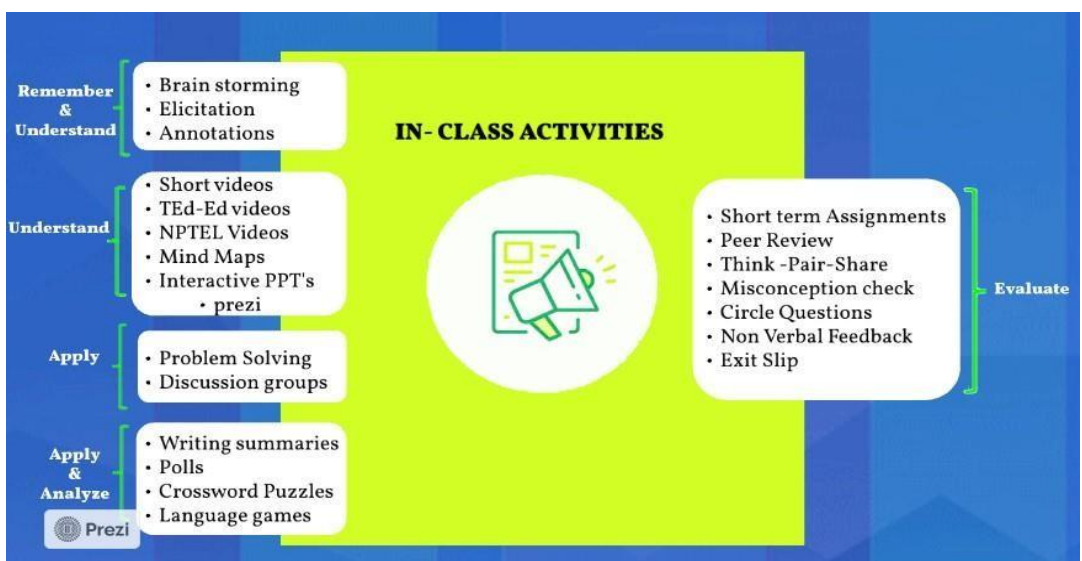 Remember
&
Understand
• Brain storming
• Elicitation
• Annotations
IN- CLASS ACTIVITIES
Understand
• Short videos
• TEd-Ed videos
• NPTEL Videos
• Mind Maps
• Interactive PPT's
• prezi
Apply
• Problem Solving
• Discussion groups
Apply
&
Analyze
• Writing summaries
• Polls
• Crossword Puzzles
• Language games
• Short term Assignments
• Peer Review
• Think -Pair-Share
• Misconception check
• Circle Questions
• Non Verbal Feedback
• Exit Slip
Evaluate
Prezi